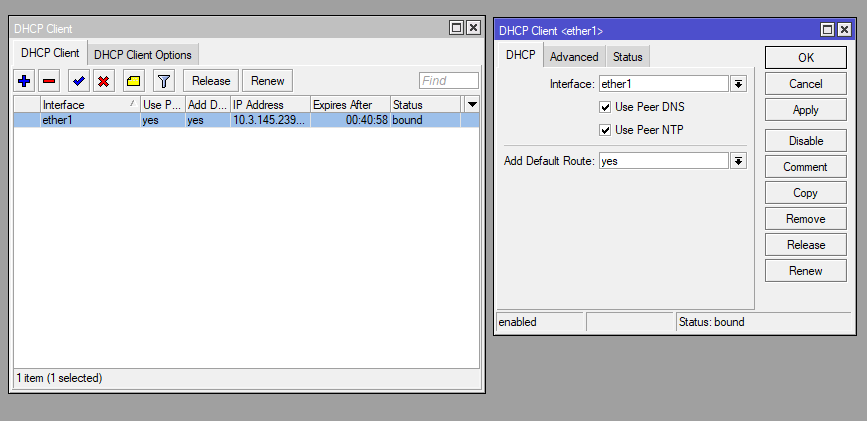 DHCP Client
DHCP Client DHCP Client Options
Release Renew Find
Interface Use P... Add D... IP Address Expires After Status
ether1 yes yes 10.3.145.239... 00:40:58 bound
1 item (1 selected)
DHCP Client <ether1>
DHCP Advanced Status
Interface: ether1
Use Peer DNS
Use Peer NTP
Add Default Route: yes
OK
Cancel
Apply
Disable
Comment
Copy
Remove
Release
Renew
enabled Status: bound